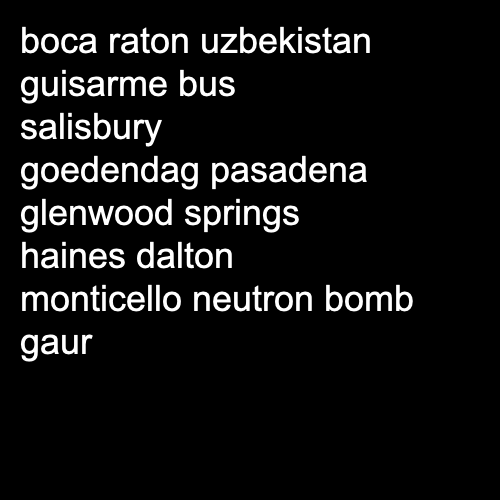 boca raton uzbekistan
guisarme bus
salisbury
goedendag pasadena
glenwood springs
haines dalton
monticello neutron bomb
gaur